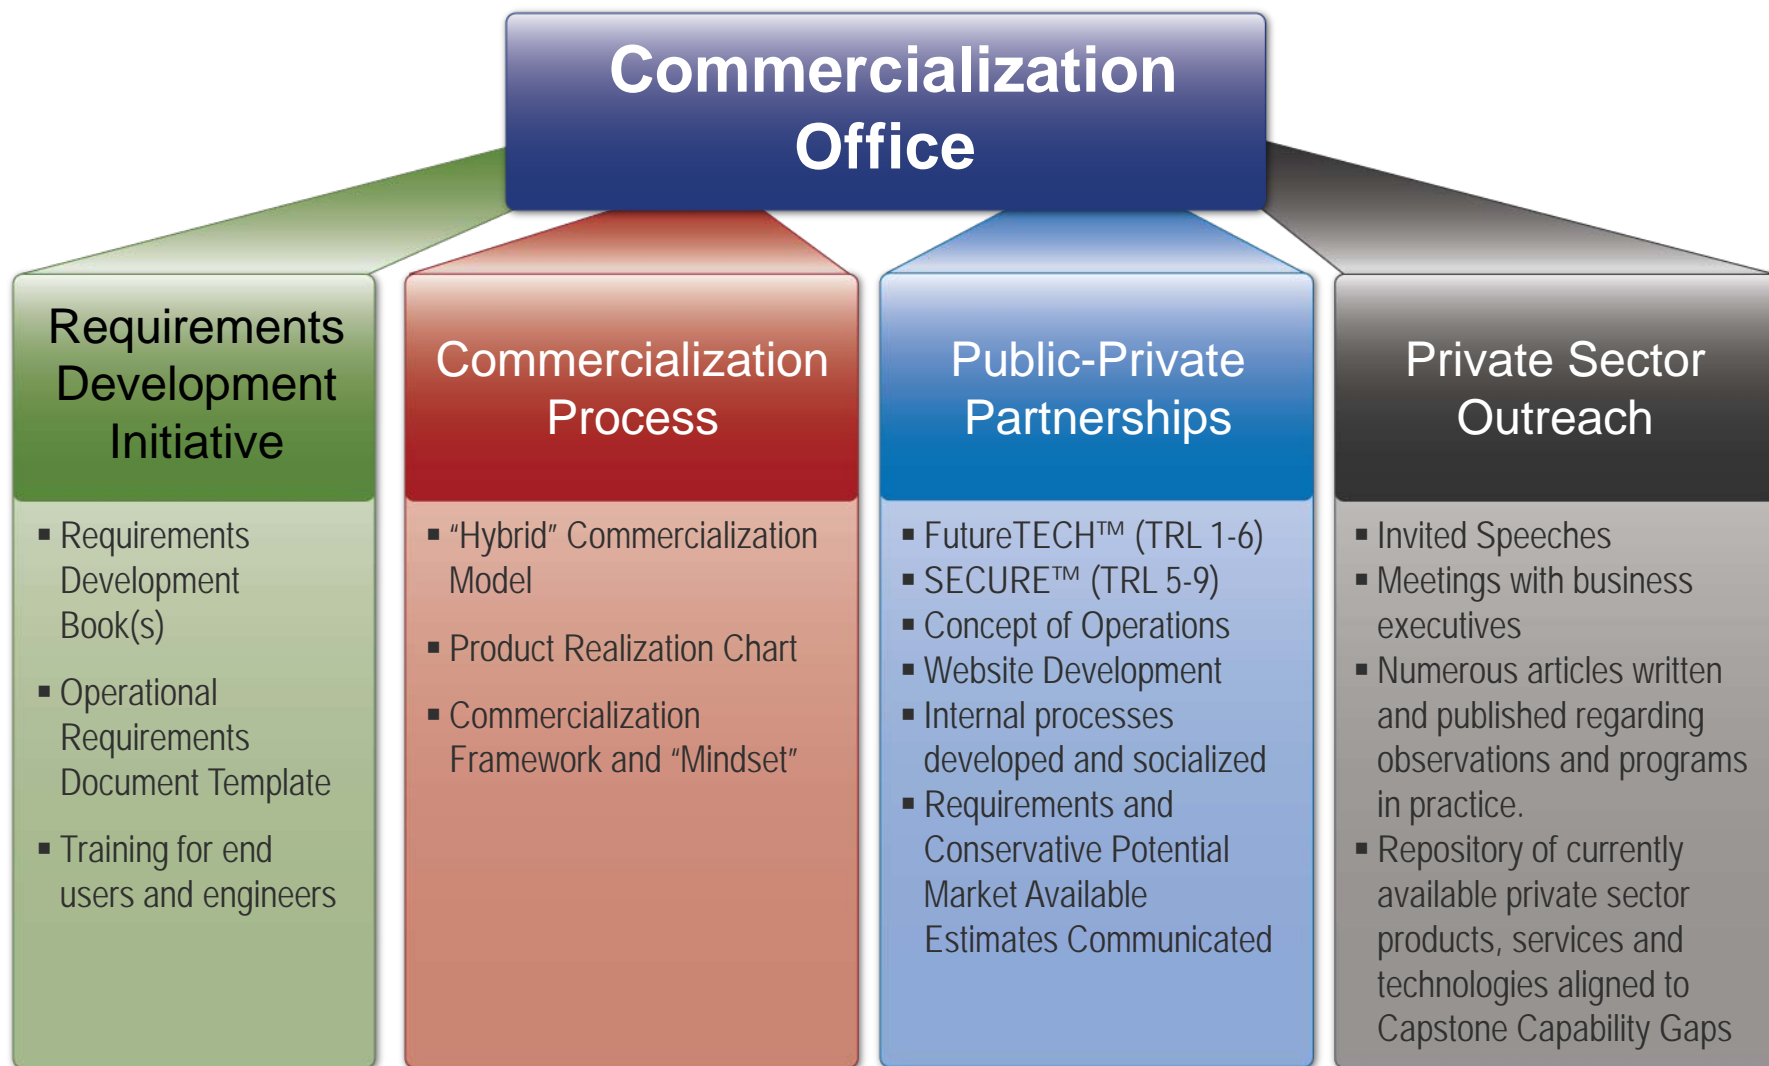 Commercialization
Office
Requirements
Development
Initiative
▪ Requirements
Development
Book(s)
▪ Operational
Requirements
Document Template
▪ Training for end
users and engineers
Commercialization
Process
▪ “Hybrid” Commercialization
Model
▪ Product Realization Chart
▪ Commercialization
Framework and “Mindset”
Public-Private
Partnerships
▪ FutureTECH™ (TRL 1-6)
▪ SECURE™ (TRL 5-9)
▪ Concept of Operations
▪ Website Development
▪ Internal processes
developed and socialized
▪ Requirements and
Conservative Potential
Market Available
Estimates Communicated
Private Sector
Outreach
▪ Invited Speeches
▪ Meetings with business
executives
▪ Numerous articles written
and published regarding
observations and programs
in practice.
▪ Repository of currently
available private sector
products, services and
technologies aligned to
Capstone Capability Gaps